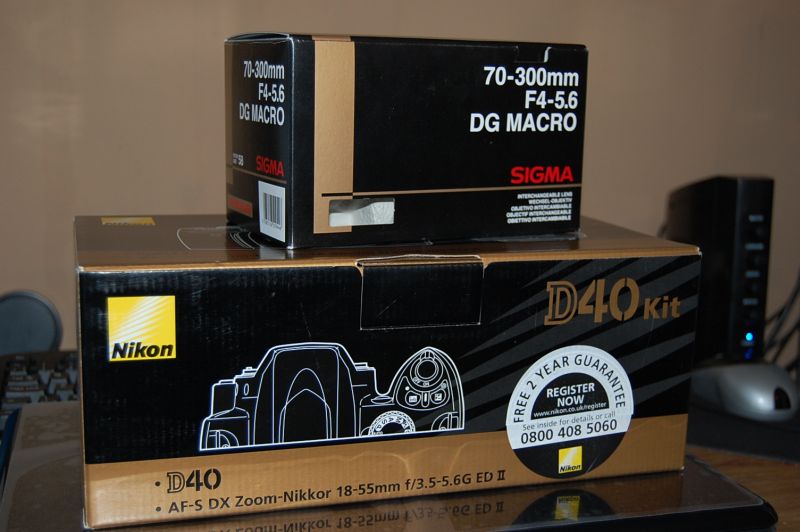 70-300mm
F4-5.6
DG MACRO
58
SIGMA
70-300mm
F4-5.6
DG MACRO
SIGMA
INTERCHANGEABLE LENS
WECHSEL-OBJEKTIV
OBJETIVO INTERCAMBIABLE
OBJECTIF INTERCHANGEABLE
OBIETTIVO INTERCAMBIABILE
Nikon
D40 Kit
FREE 2 YEAR GUARANTEE
REGISTER
NOW
www.nikon.co.uk/register
See inside for details or call
0800 408 5060
Nikon
• D40
• AF-S DX Zoom-Nikkor 18-55mm f/3.5-5.6G ED II